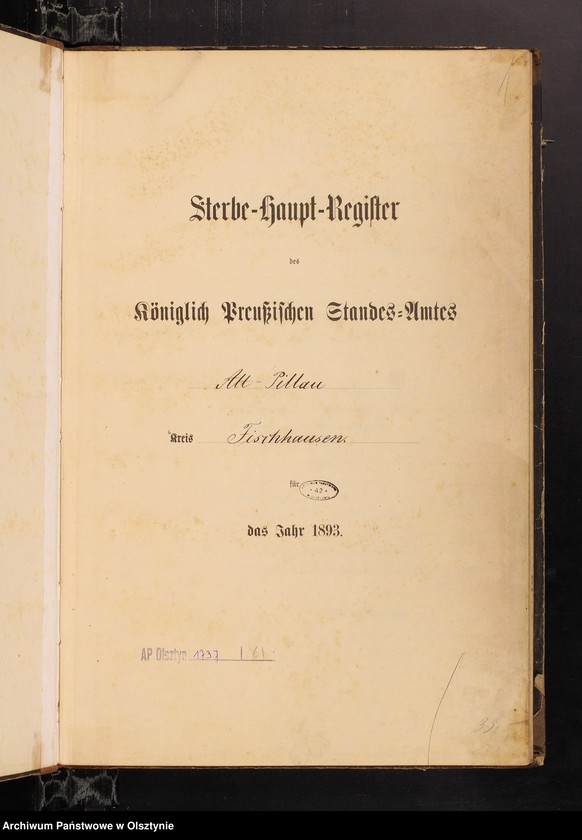 Sterbe-Haupt-Register
des
Königlich Preußischen Standes-Amtes
Alt-Pillau
Kreis Fischhausen.
für
42
das Jahr 1893.
AP Olsztyn 1737 | 61
Archiwum Państwowe w Olsztynie